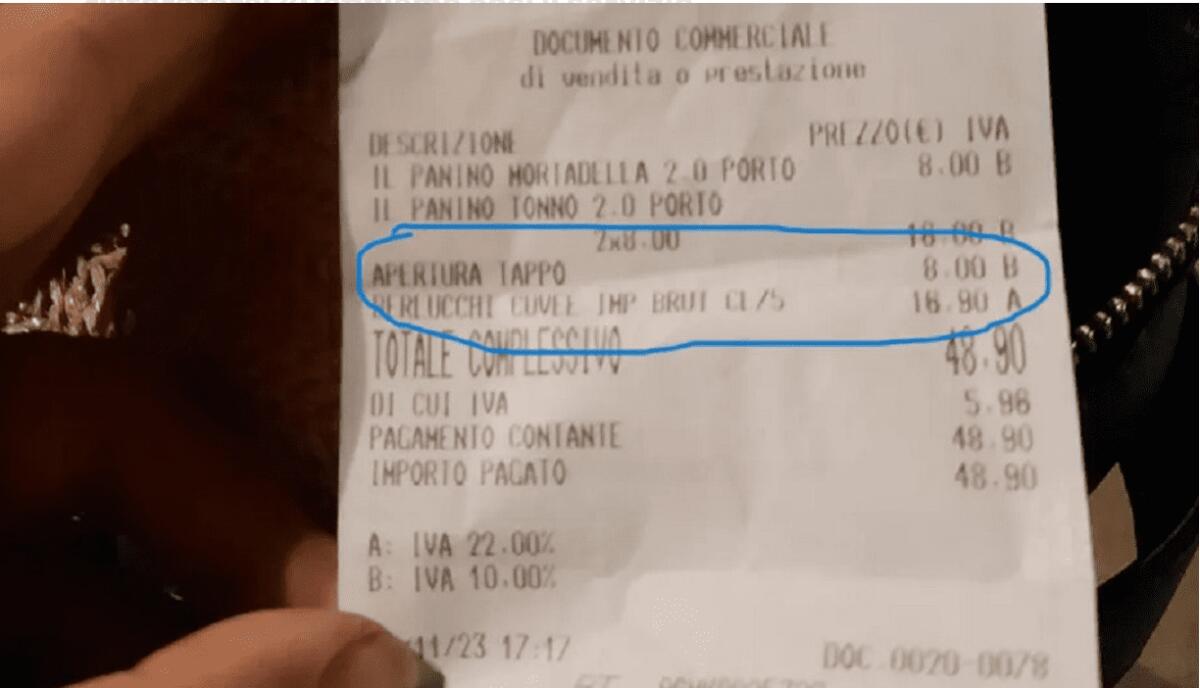 DOCUMENTO COMMERCIALE
di vendita o prestazione
DESCRIZIONE PREZZO(€) IVA
IL PANINO MORTADELLA 2.0 PORTO 8.00 B
IL PANINO TONNO 2.0 PORTO
2x8.00 16.00 B
APERTURA TAPPO 8.00 B
BERLUCCHI CUVEE IMP BRUT CL75 16.90 A
TOTALE COMPLESSIVO 48.90
DI CUI IVA 5.98
PAGAMENTO CONTANTE 48.90
IMPORTO PAGATO 48.90
A: IVA 22.00%
B: IVA 10.00%
/11/23 17:17 DOC.0020-0078
RT